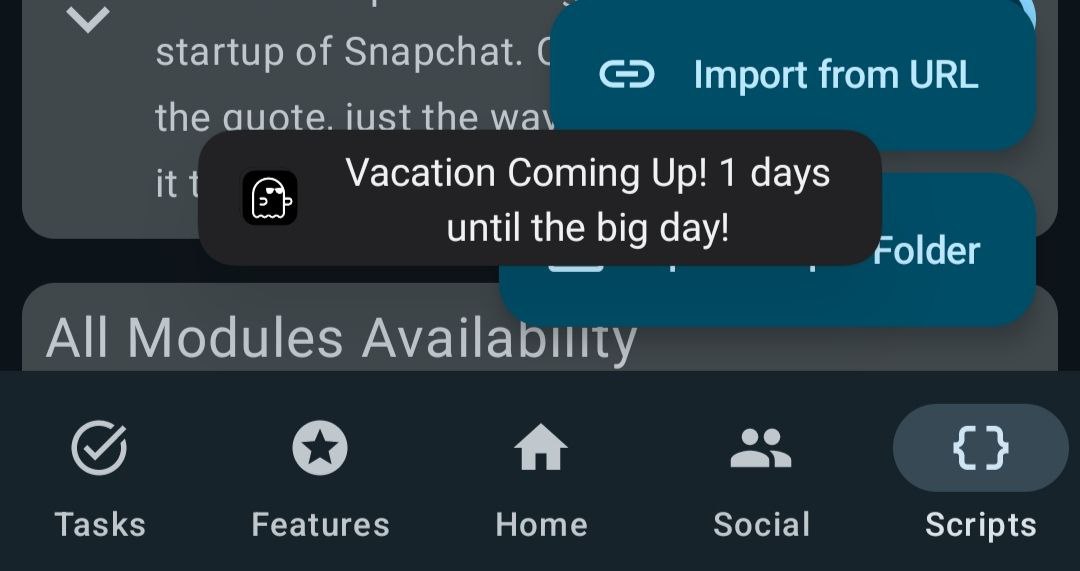 startup of Snapchat.
Import from URL
the quote, just the way
it
Vacation Coming Up! 1 days
until the big day!
Folder
All Modules Availability
Tasks
Features
Home
Social
Scripts